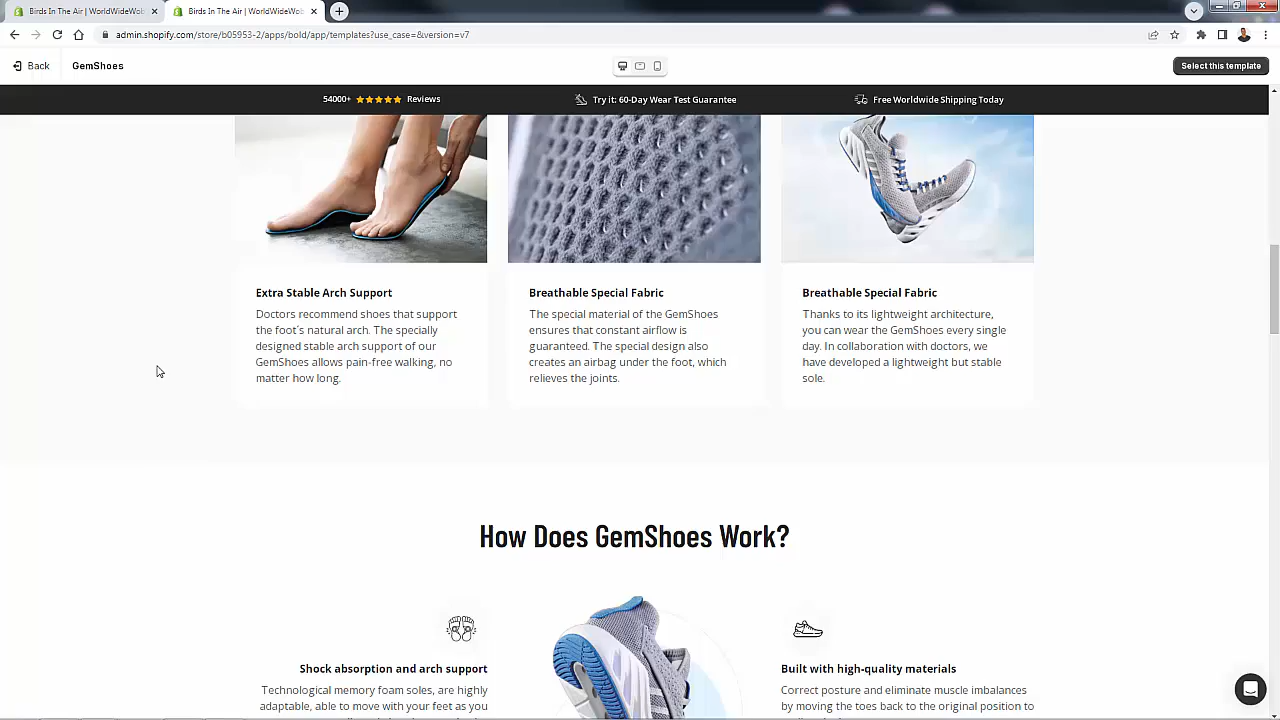 Birds In The Air | WorldWideWo
Birds In The Air | WorldWideWo
admin.shopify.com/store/b05953-2/apps/bold/app/templates?use_case=&version=v7
Back
GemShoes
Select this template
54000+ Reviews
Try it: 60-Day Wear Test Guarantee
Free Worldwide Shipping Today
Extra Stable Arch Support
Doctors recommend shoes that support
the foot´s natural arch. The specially
designed stable arch support of our
GemShoes allows pain-free walking, no
matter how long.
Breathable Special Fabric
The special material of the GemShoes
ensures that constant airflow is
guaranteed. The special design also
creates an airbag under the foot, which
relieves the joints.
Breathable Special Fabric
Thanks to its lightweight architecture,
you can wear the GemShoes every single
day. In collaboration with doctors, we
have developed a lightweight but stable
sole.
How Does GemShoes Work?
Shock absorption and arch support
Technological memory foam soles, are highly
adaptable, able to move with your feet as you
Built with high-quality materials
Correct posture and eliminate muscle imbalances
by moving the toes back to the original position to